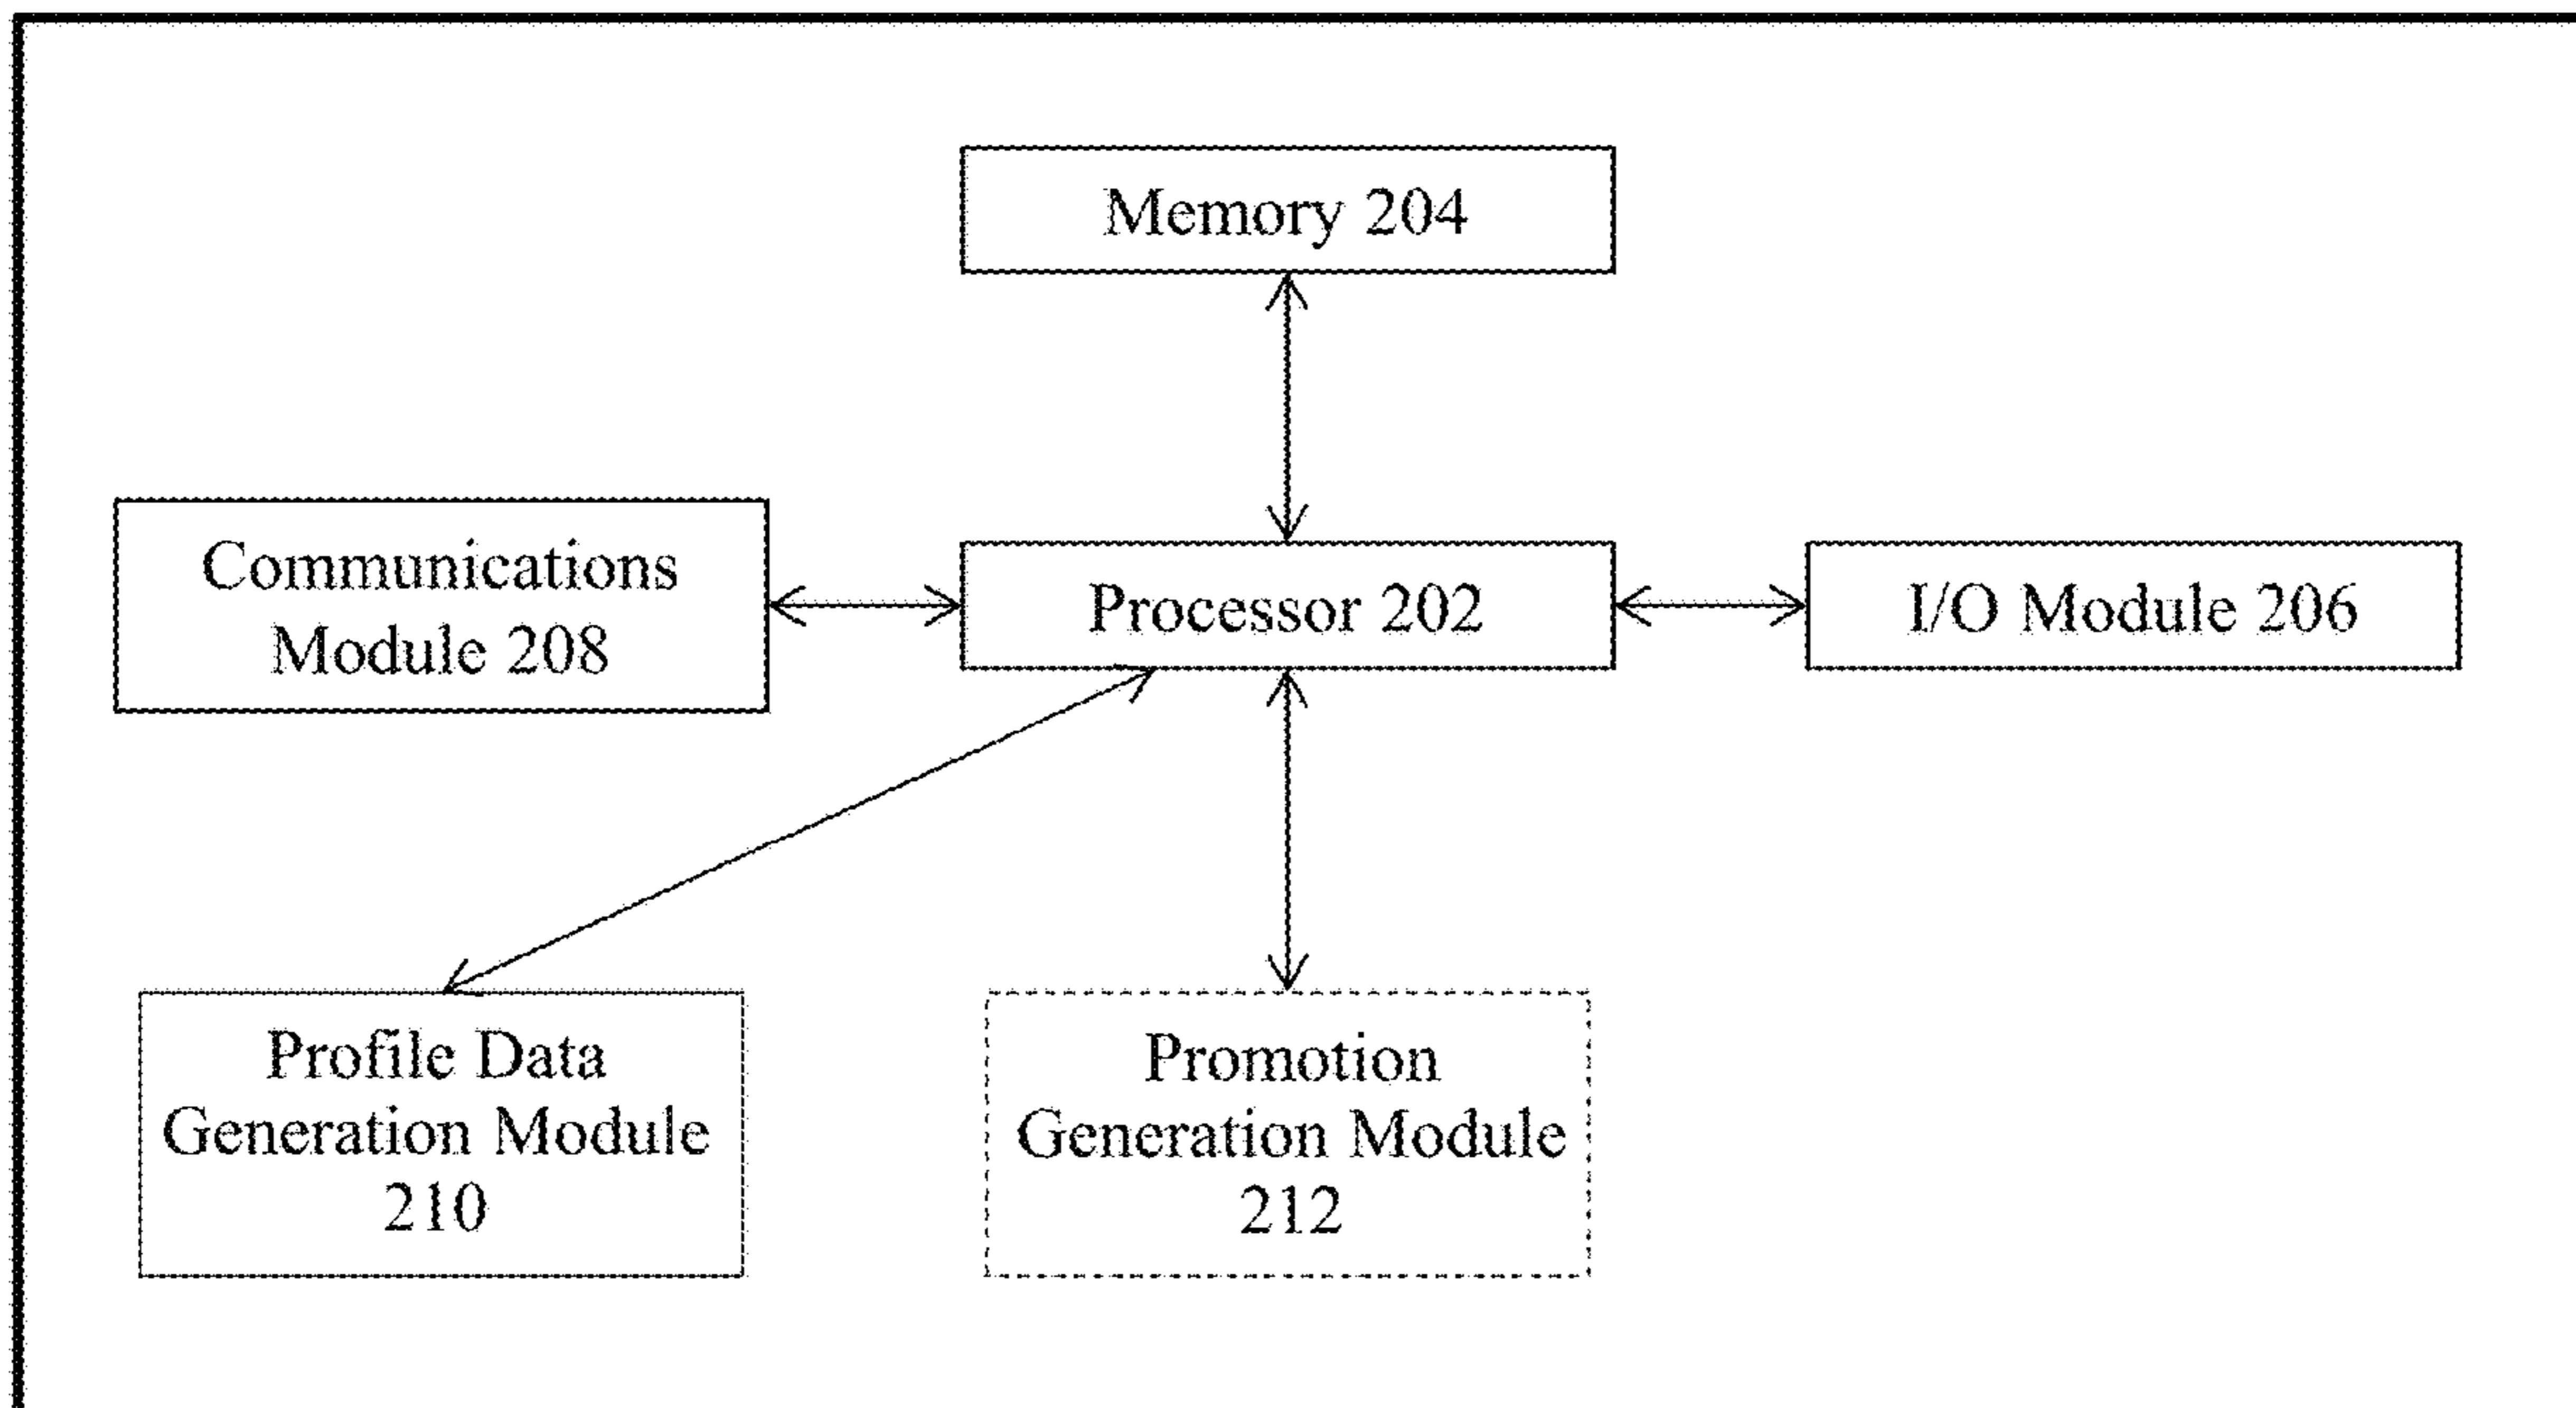 Memory 204
Communications
Module 208
Processor 202
I/O Module 206
Profile Data
Generation Module
210
Promotion
Generation Module
212